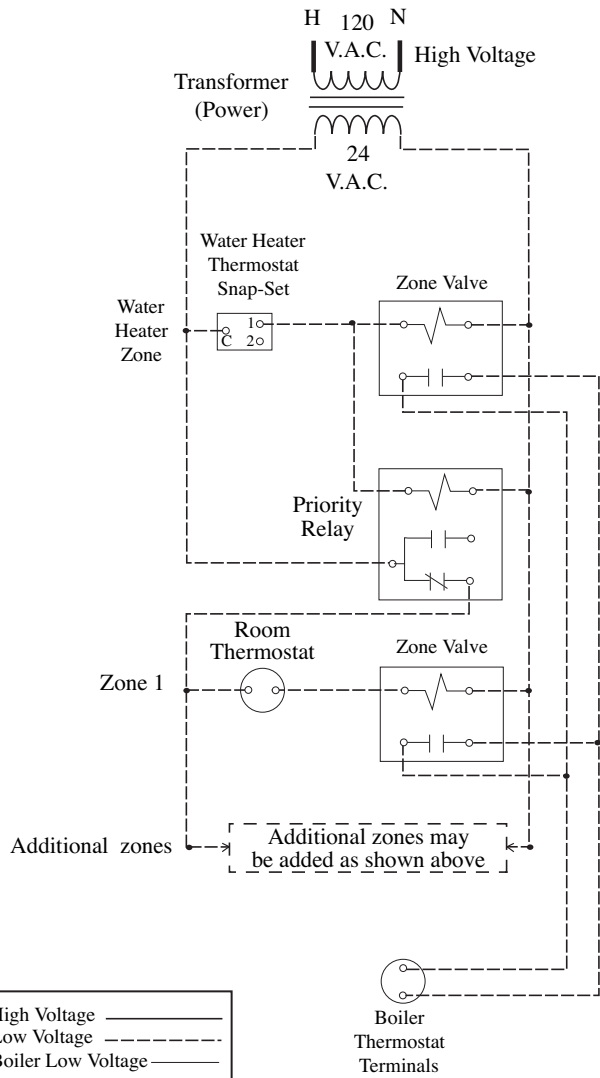 H 120 N
V.A.C. High Voltage
Transformer
(Power)
24
V.A.C.
Water Heater
Thermostat
Snap-Set
Zone Valve
Water
Heater
Zone
1
C 2
Priority
Relay
Room
Thermostat
Zone Valve
Zone 1
Additional zones
Additional zones may
be added as shown above
High Voltage
Low Voltage
Boiler Low Voltage
Boiler
Thermostat
Terminals